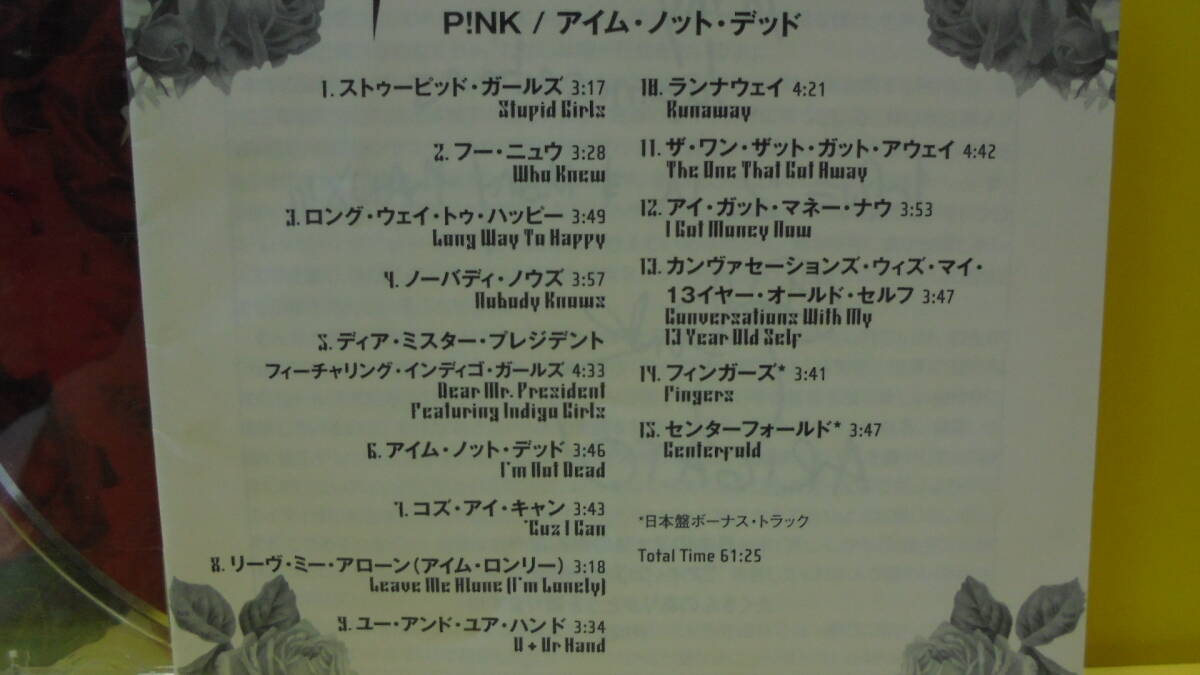 P!NK / アイム・ノット・デッド
1. ストゥーピッド・ガールズ 3:17
Stupid Girls
2. フー・ニュウ 3:28
Who Knew
3. ロング・ウェイ・トゥ・ハッピー 3:49
Long Way To Happy
4. ノーバディ・ノウズ 3:57
Nobody Knows
5. ディア・ミスター・プレジデント
フィーチャリング・インディゴ・ガールズ 4:33
Dear Mr. President
Featuring Indigo Girls
6. アイム・ノット・デッド 3:46
I'm Not Dead
7. コズ・アイ・キャン 3:43
'Cuz I Can
8. リーヴ・ミー・アローン(アイム・ロンリー) 3:18
Leave Me Alone (I'm Lonely)
9. ユー・アンド・ユア・ハンド 3:34
U + Ur Hand
10. ランナウェイ 4:21
Runaway
11. ザ・ワン・ザット・ガット・アウェイ 4:42
The One That Got Away
12. アイ・ガット・マネー・ナウ 3:53
I Got Money Now
13. カンヴァセーションズ・ウィズ・マイ・
13イヤー・オールド・セルフ 3:47
Conversations With My
13 Year Old Self
14. フィンガーズ* 3:41
Fingers
15. センターフォールド* 3:47
Centerfold
*日本盤ボーナス・トラック
Total Time 61:25